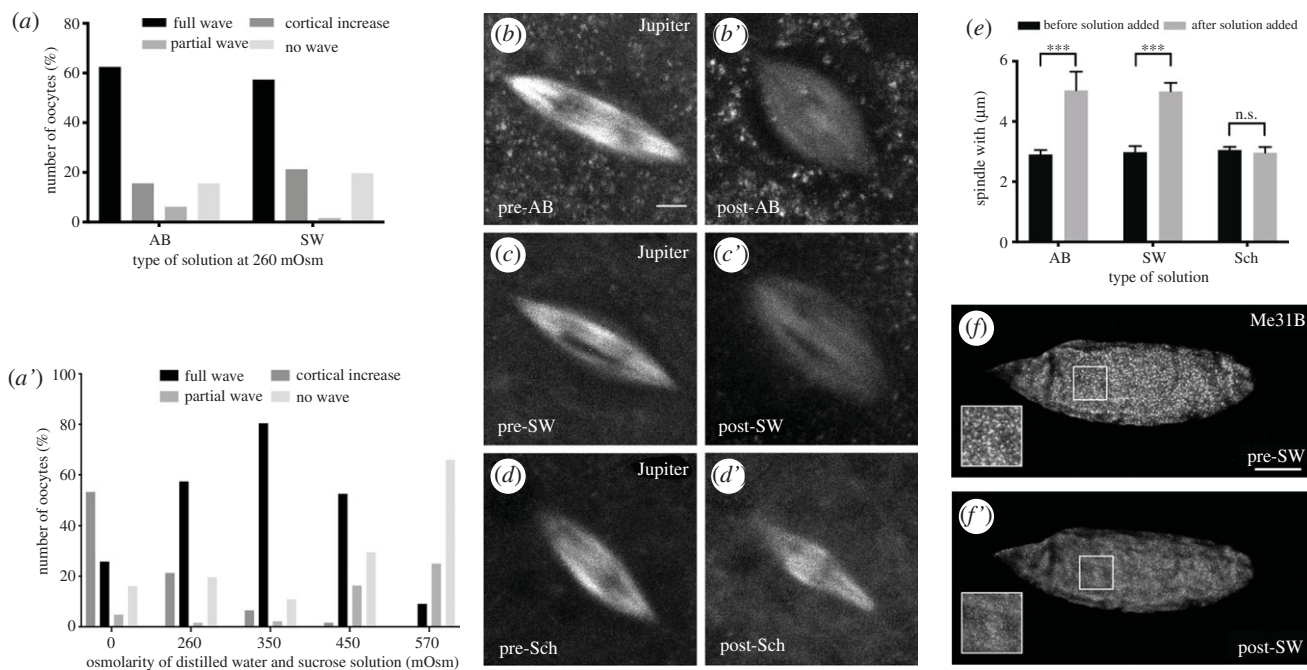 (a)
full wave
cortical increase
partial wave
no wave
number of oocytes (%)
80
60
40
20
0
AB
SW
type of solution at 260 mOsm
(a’)
full wave
cortical increase
partial wave
no wave
number of oocytes (%)
100
80
60
40
20
0
0
260
350
450
570
osmolarity of distilled water and sucrose solution (mOsm)
(b)
Jupiter
pre-AB
(b’)
post-AB
(c)
Jupiter
pre-SW
(c’)
post-SW
(d)
Jupiter
pre-Sch
(d’)
post-Sch
(e)
before solution added
after solution added
spindle with (µm)
6
4
2
0
***
***
n.s.
AB
SW
Sch
type of solution
(f)
Me31B
pre-SW
(f’)
post-SW